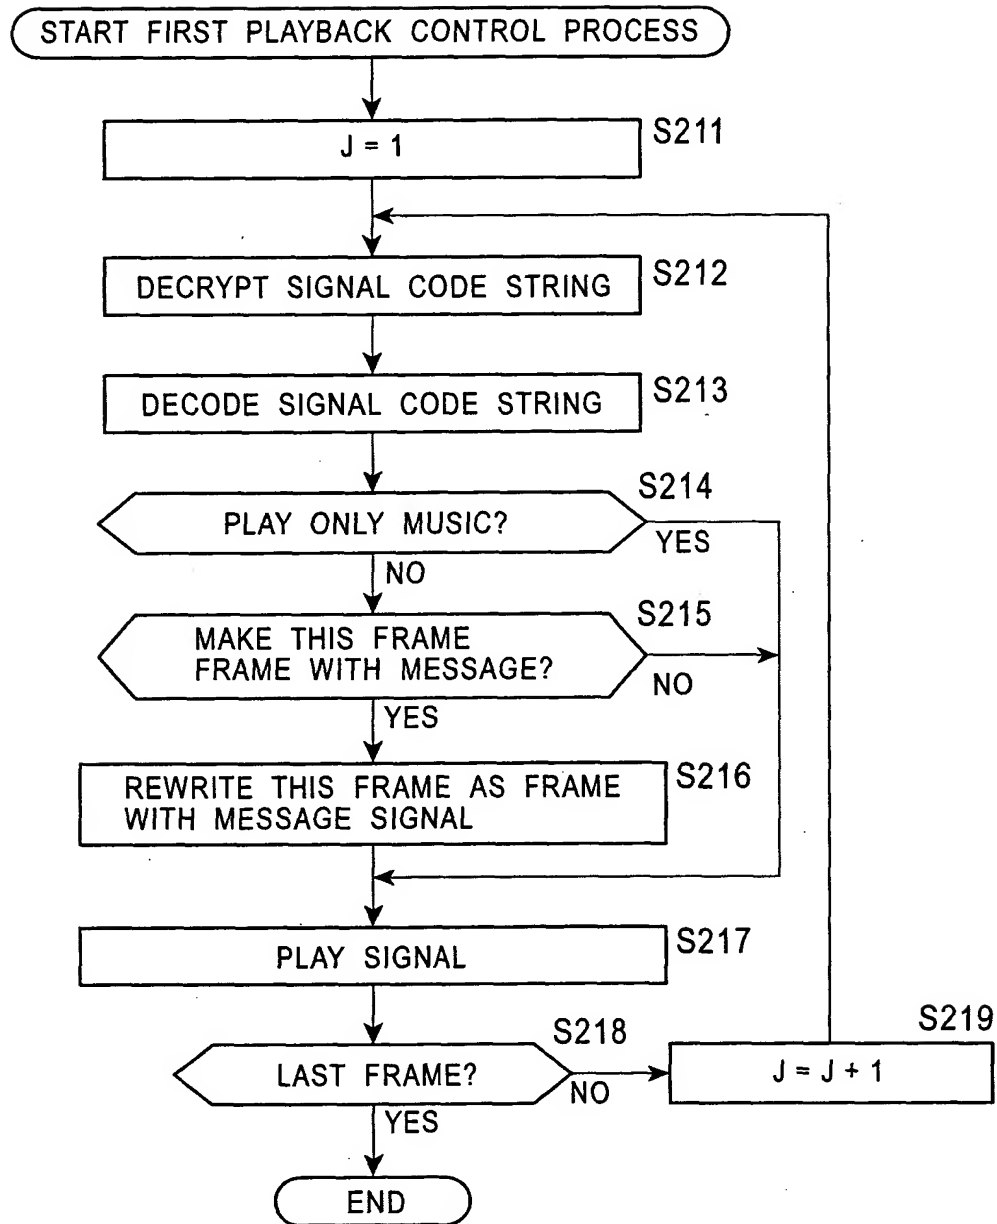 START FIRST PLAYBACK CONTROL PROCESS
J = 1
S211
DECRYPT SIGNAL CODE STRING
S212
DECODE SIGNAL CODE STRING
S213
PLAY ONLY MUSIC?
S214
YES
NO
MAKE THIS FRAME
FRAME WITH MESSAGE?
S215
NO
YES
REWRITE THIS FRAME AS FRAME
WITH MESSAGE SIGNAL
S216
PLAY SIGNAL
S217
LAST FRAME?
S218
NO
J = J + 1
S219
YES
END